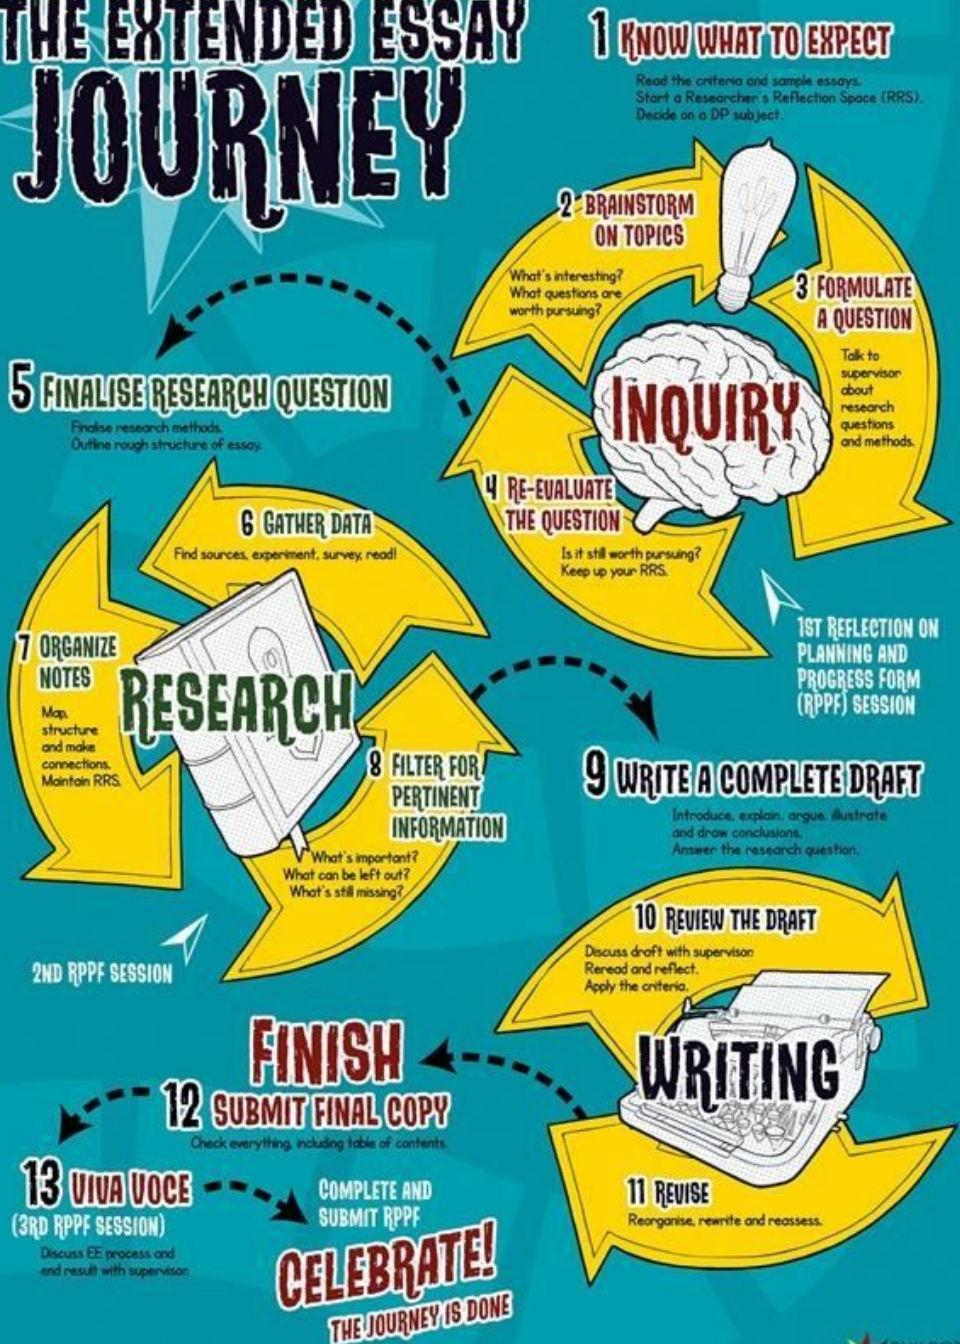 THE EXTENDED ESSAY
JOURNEY
1 KNOW WHAT TO EXPECT
Read the criteria and sample essays.
Start a Researcher's Reflection Space (RRS).
Decide on a DP subject.
2 BRAINSTORM
ON TOPICS
What's interesting?
What questions are
worth pursuing?
3 FORMULATE
A QUESTION
Talk to
supervisor
about
research
questions
and methods.
INQUIRY
4 RE-EVALUATE
THE QUESTION
Is it still worth pursuing?
Keep up your RRS.
1ST REFLECTION ON
PLANNING AND
PROGRESS FORM
(RPPF) SESSION
5 FINALISE RESEARCH QUESTION
Finalise research methods.
Outline rough structure of essay.
6 GATHER DATA
Find sources, experiment, survey, read!
7 ORGANIZE
NOTES
Map,
structure
and make
connections.
Maintain RRS.
RESEARCH
8 FILTER FOR
PERTINENT
INFORMATION
What's important?
What can be left out?
What's still missing?
2ND RPPF SESSION
9 WRITE A COMPLETE DRAFT
Introduce, explain, argue, illustrate
and draw conclusions.
Answer the research question.
10 REVIEW THE DRAFT
Discuss draft with supervisor.
Reread and reflect.
Apply the criteria.
WRITING
11 REVISE
Reorganise, rewrite and reassess.
FINISH
12 SUBMIT FINAL COPY
Check everything, including table of contents.
13 VIVA VOCE
(3RD RPPF SESSION)
Discuss EE process and
end result with supervisor.
COMPLETE AND
SUBMIT RPPF
CELEBRATE!
THE JOURNEY IS DONE